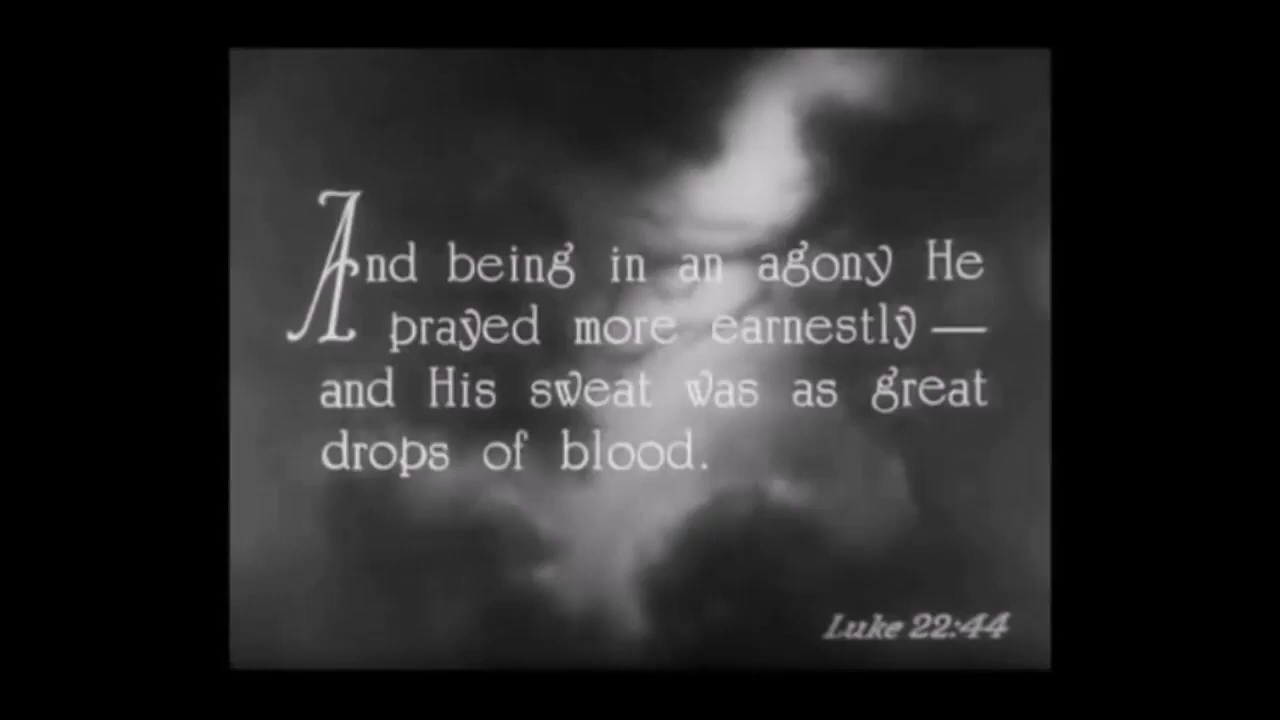 And being in an agony He
prayed more earnestly —
and His sweat was as great
drops of blood.
Luke 22:44